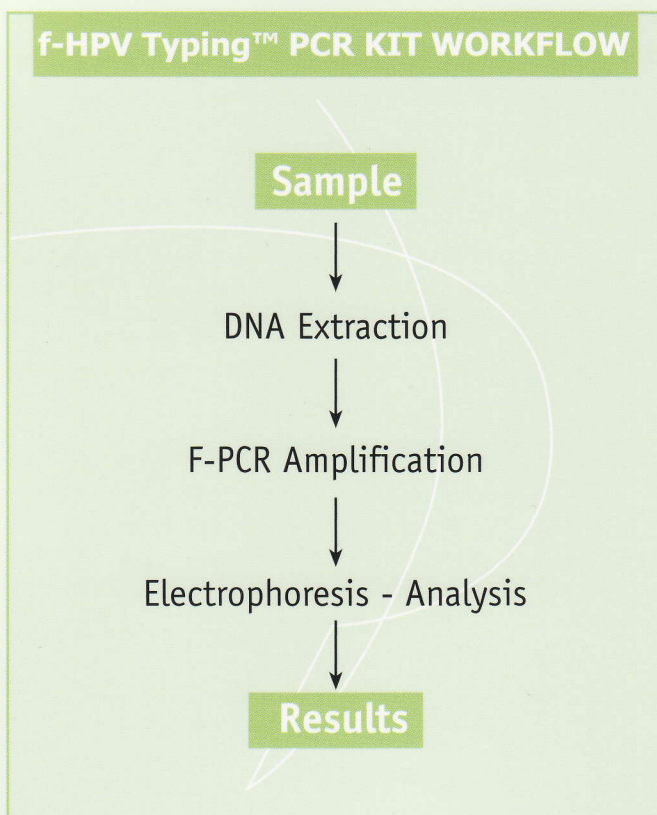 f-HPV Typing™ PCR KIT WORKFLOW
Sample
DNA Extraction
F-PCR Amplification
Electrophoresis - Analysis
Results